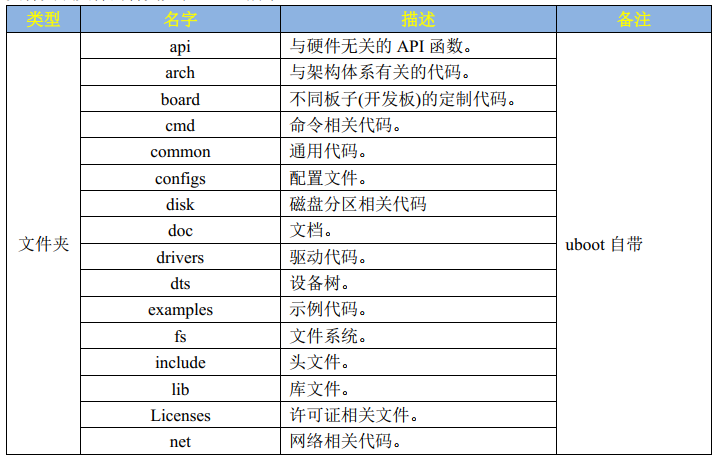 类型 名字 描述 备注
api 与硬件无关的 API 函数。
arch 与架构体系有关的代码。
board 不同板子(开发板)的定制代码。
cmd 命令相关代码。
common 通用代码。
configs 配置文件。
disk 磁盘分区相关代码
doc 文档。
文件夹 drivers 驱动代码。 uboot 自带
dts 设备树。
examples 示例代码。
fs 文件系统。
include 头文件。
lib 库文件。
Licenses 许可证相关文件。
net 网络相关代码。